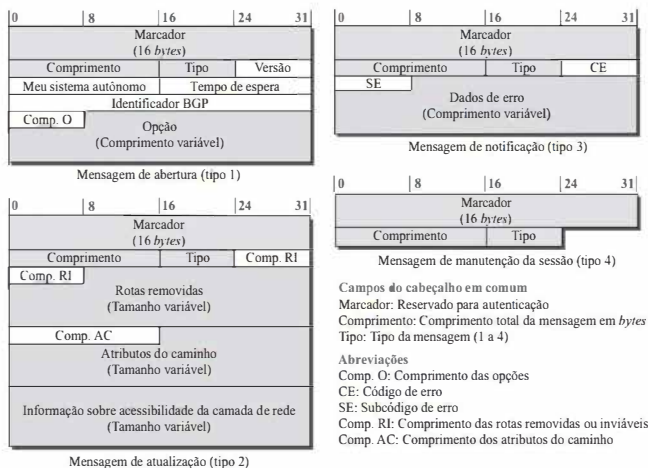 0 8 16 24 31
Marcador
(16 bytes)
Comprimento Tipo Versão
Meu sistema autônomo Tempo de espera
Identificador BGP
Comp. O
Opção
(Comprimento variável)
Mensagem de abertura (tipo 1)
0 8 16 24 31
Marcador
(16 bytes)
Comprimento Tipo Comp. RI
Comp. RI
Rotas removidas
(Tamanho variável)
Comp. AC
Atributos do caminho
(Tamanho variável)
Informação sobre acessibilidade da camada de rede
(Tamanho variável)
Mensagem de atualização (tipo 2)
0 8 16 24 31
Marcador
(16 bytes)
Comprimento Tipo CE
SE
Dados de erro
(Comprimento variável)
Mensagem de notificação (tipo 3)
0 8 16 24 31
Marcador
(16 bytes)
Comprimento Tipo
Mensagem de manutenção da sessão (tipo 4)
Campos do cabeçalho em comum
Marcador: Reservado para autenticação
Comprimento: Comprimento total da mensagem em bytes
Tipo: Tipo da mensagem (1 a 4)
Abreviações
Comp. O: Comprimento das opções
CE: Código de erro
SE: Subcódigo de erro
Comp. RI: Comprimento das rotas removidas ou inviáveis
Comp. AC: Comprimento dos atributos do caminho